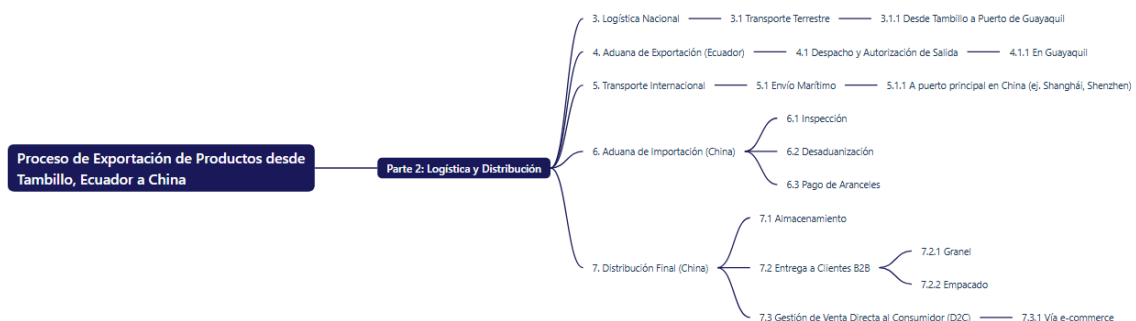 Proceso de Exportación de Productos desde
Tambillo, Ecuador a China
Parte 2: Logística y Distribución
3. Logística Nacional
3.1 Transporte Terrestre
3.1.1 Desde Tambillo a Puerto de Guayaquil
4. Aduana de Exportación (Ecuador)
4.1 Despacho y Autorización de Salida
4.1.1 En Guayaquil
5. Transporte Internacional
5.1 Envío Marítimo
5.1.1 A puerto principal en China (ej. Shanghái, Shenzhen)
6. Aduana de Importación (China)
6.1 Inspección
6.2 Desaduanización
6.3 Pago de Aranceles
7. Distribución Final (China)
7.1 Almacenamiento
7.2 Entrega a Clientes B2B
7.2.1 Granel
7.2.2 Empacado
7.3 Gestión de Venta Directa al Consumidor (D2C)
7.3.1 Vía e-commerce